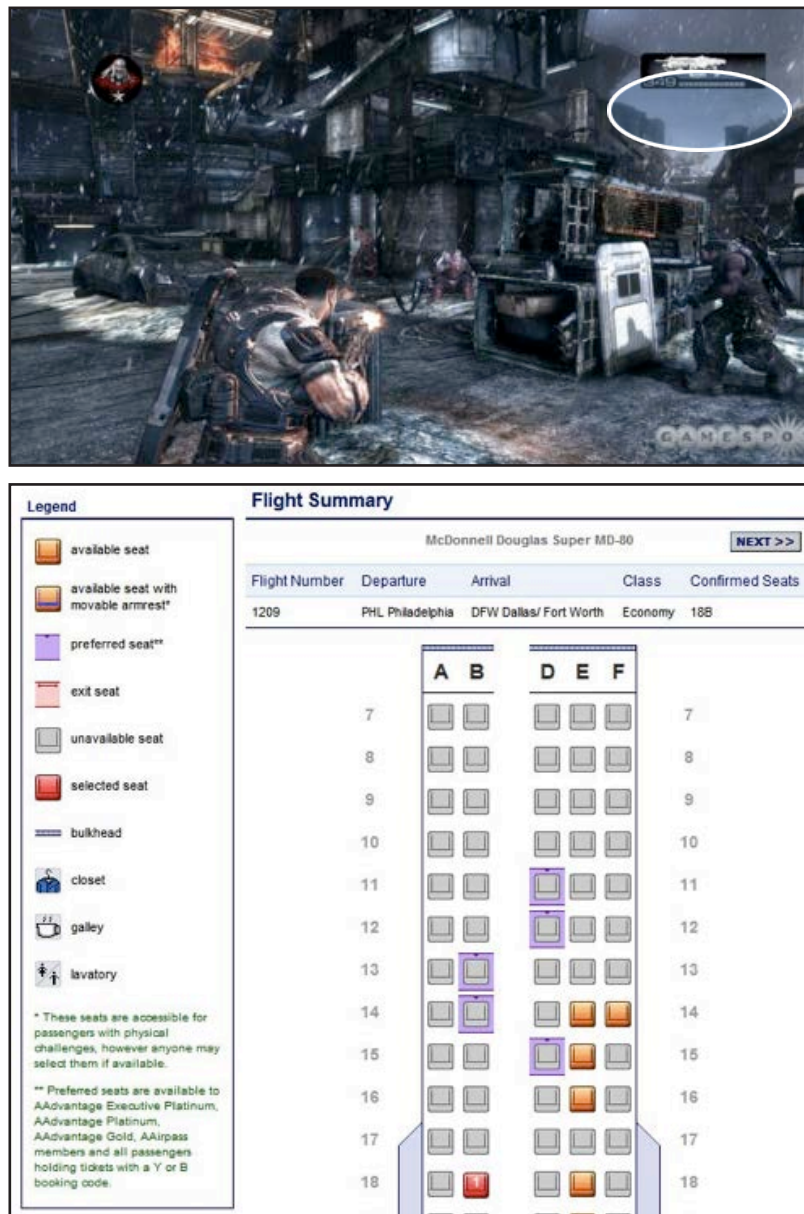 349
GAMESPO
Legend
available seat
available seat with
movable armrest*
preferred seat**
exit seat
unavailable seat
selected seat
bulkhead
closet
galley
lavatory
* These seats are accessible for
passengers with physical
challenges, however anyone may
select them if available.
** Preferred seats are available to
AAdvantage Executive Platinum,
AAdvantage Platinum,
AAdvantage Gold, AAirpass
members and all passengers
holding tickets with a Y or B
booking code.
Flight Summary
McDonnell Douglas Super MD-80
NEXT >>
Flight Number Departure Arrival Class Confirmed Seats
1209 PHL Philadelphia DFW Dallas/ Fort Worth Economy 18B
A B D E F
7 7
8 8
9 9
10 10
11 11
12 12
13 13
14 14
15 15
16 16
17 17
18 1 18